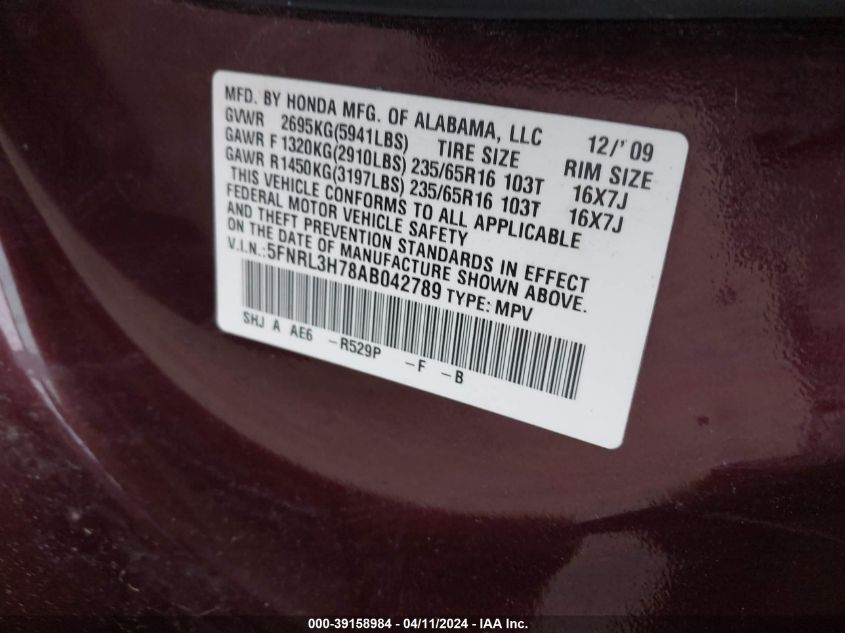 MFD. BY HONDA MFG. OF ALABAMA, LLC 12/'09
GVWR 2695KG(5941LBS) TIRE SIZE RIM SIZE
GAWR F 1320KG(2910LBS) 235/65R16 103T 16X7J
GAWR R 1450KG(3197LBS) 235/65R16 103T 16X7J
THIS VEHICLE CONFORMS TO ALL APPLICABLE
FEDERAL MOTOR VEHICLE SAFETY
AND THEFT PREVENTION STANDARDS IN EFFECT
ON THE DATE OF MANUFACTURE SHOWN ABOVE.
V.I.N.:5FNRL3H78AB042789 TYPE: MPV
SHJ A AE6 -R529P -F -B
000-39158984 - 04/11/2024 - IAA Inc.